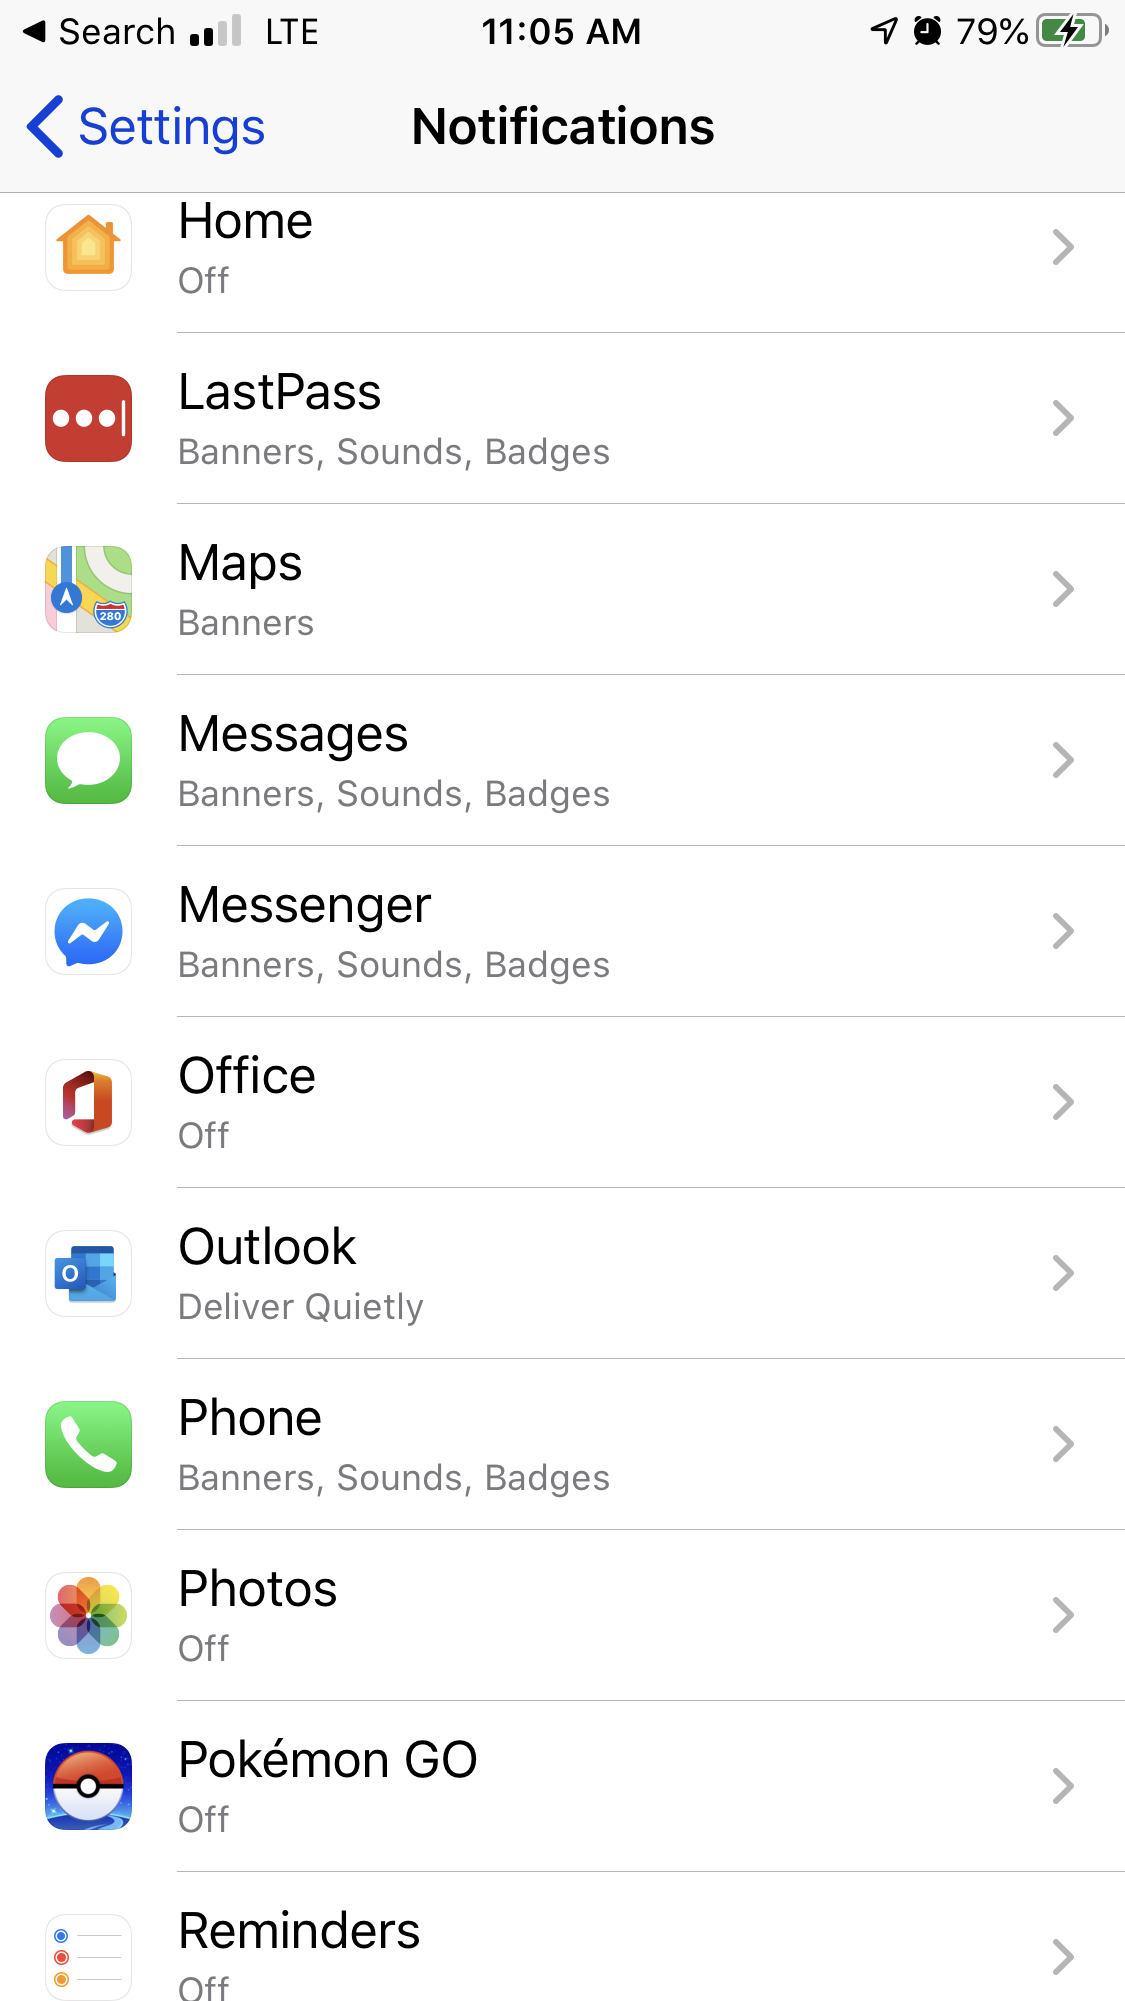 Search LTE 11:05 AM 79%
Settings Notifications
Home
Off
LastPass
Banners, Sounds, Badges
Maps
Banners
280
Messages
Banners, Sounds, Badges
Messenger
Banners, Sounds, Badges
Office
Off
Outlook
Deliver Quietly
O
Phone
Banners, Sounds, Badges
Photos
Off
Pokémon GO
Off
Reminders
Off